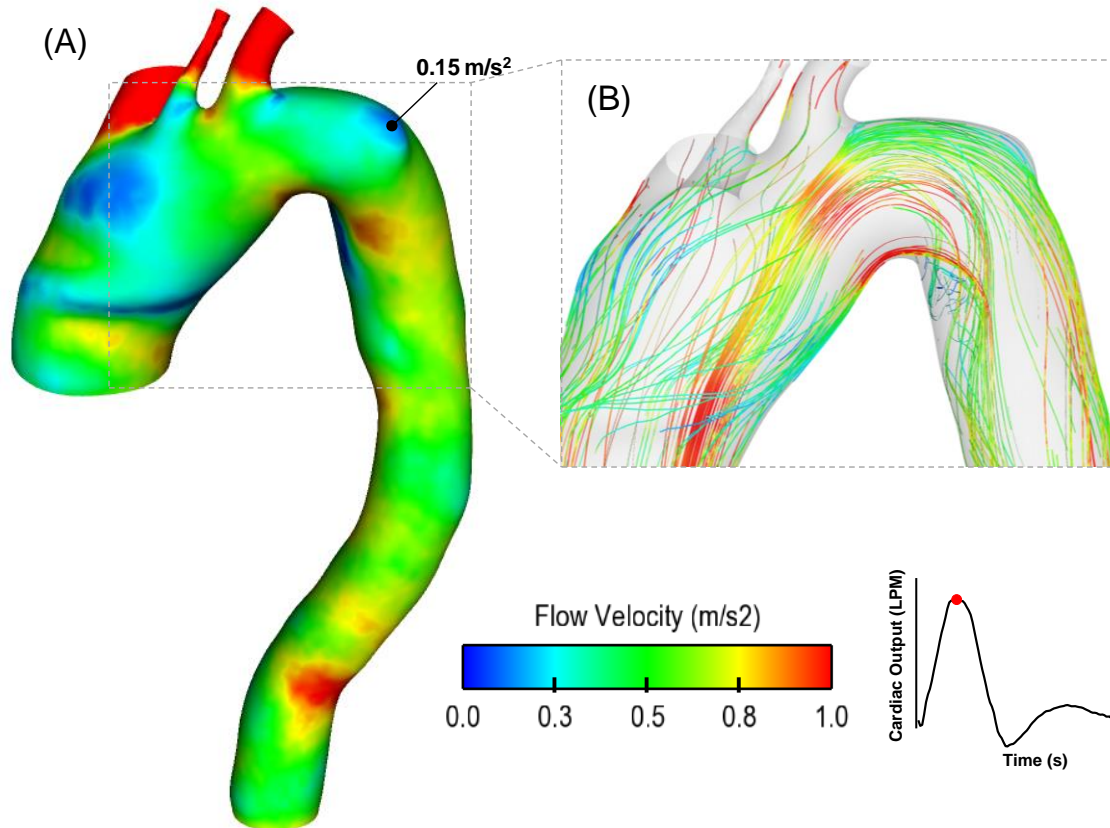 (A)
0.15 m/s²
(B)
Flow Velocity (m/s2)
0.0 0.3 0.5 0.8 1.0
Cardiac Output (LPM)
Time (s)